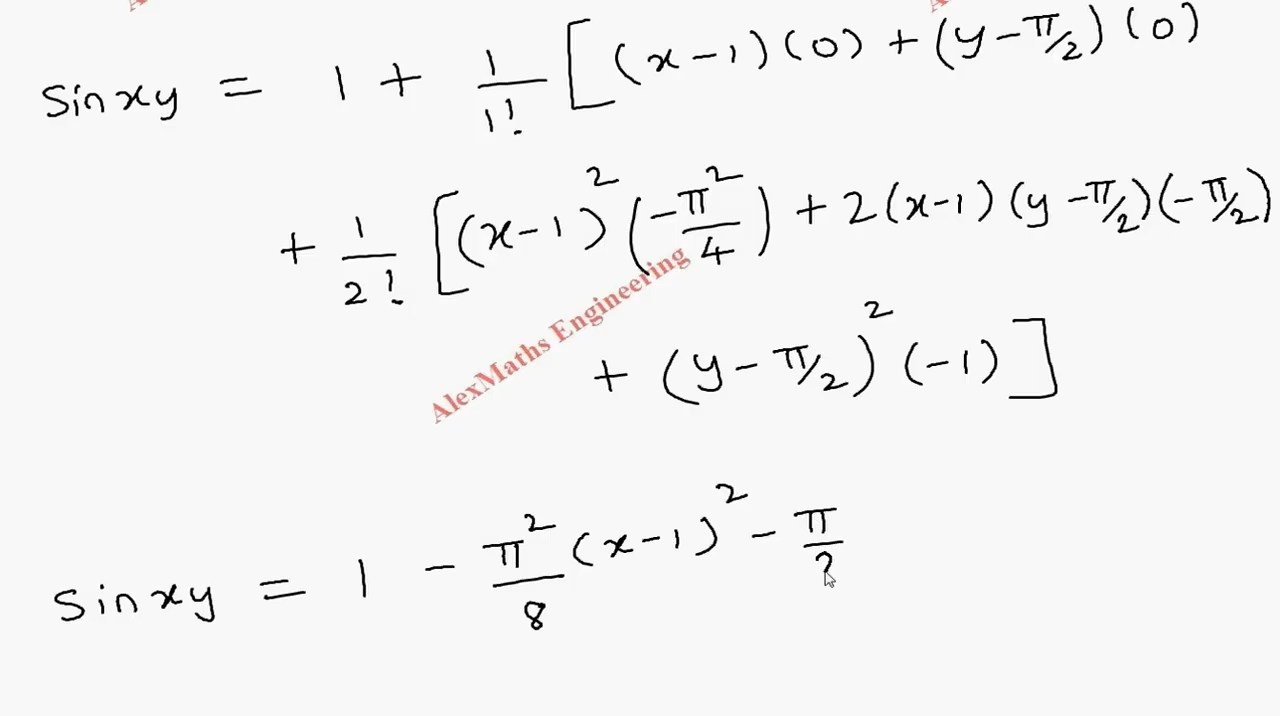 Sin xy = 1 + 1/1! [ (x-1) (0) + (y - π/2) (0)
+ 1/2! [ (x-1)² (-π²/4) + 2(x-1) (y - π/2)(-π/2)
AlexMaths Engineering
+ (y - π/2)² (-1) ]
Sin xy = 1 - π²/8 (x-1)² - π/2